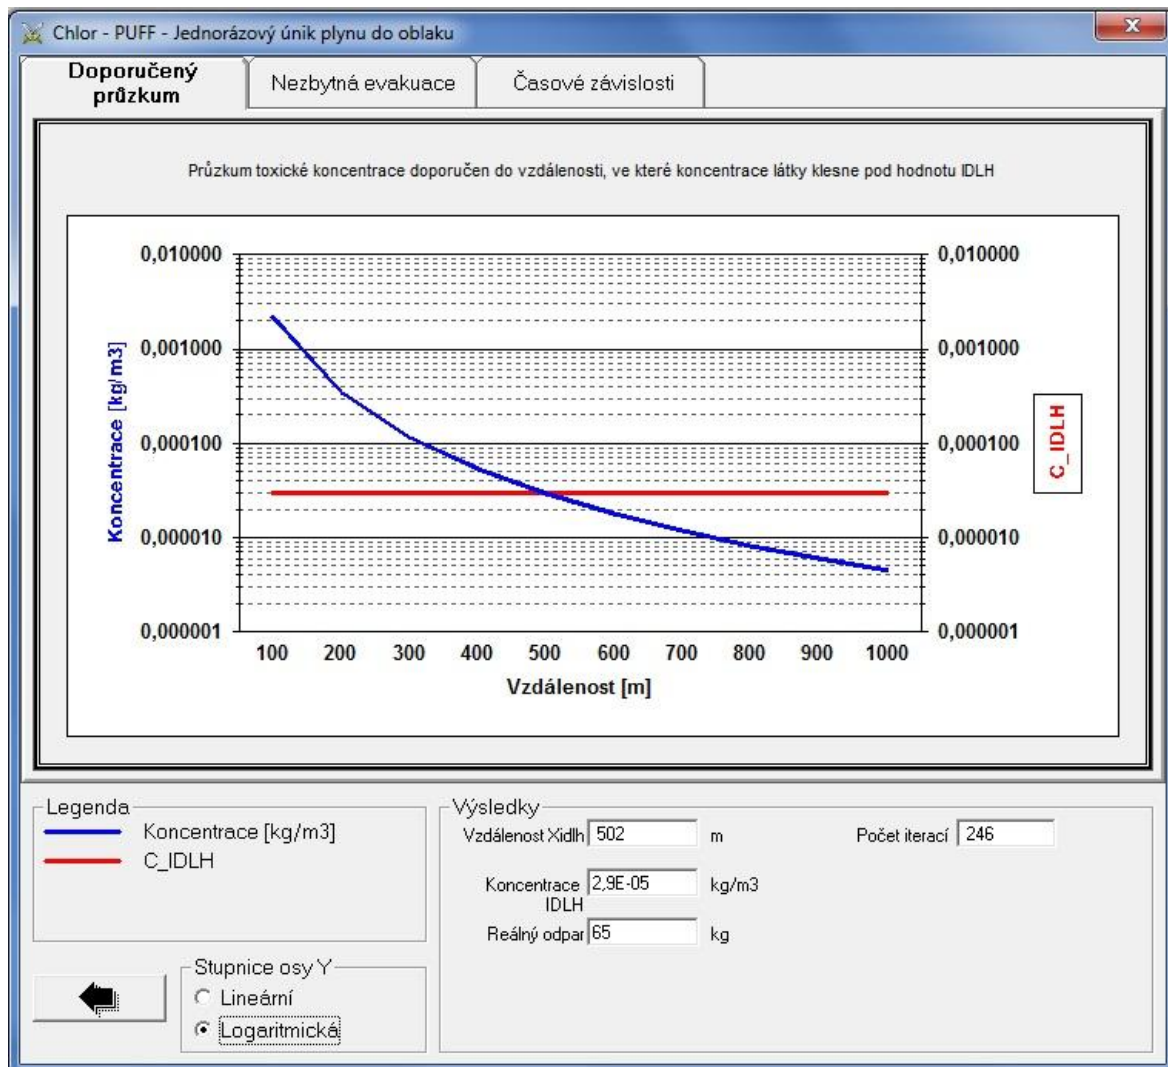 Chlor - PUFF - Jednorázový únik plynu do oblaku
Doporučený
průzkum
Nezbytná evakuace
Časové závislosti
Průzkum toxické koncentrace doporučen do vzdálenosti, ve které koncentrace látky klesne pod hodnotu IDLH
0,010000
0,001000
0,000100
0,000010
0,000001
Koncentrace [kg/m3]
0,010000
0,001000
0,000100
0,000010
0,000001
C_IDLH
100 200 300 400 500 600 700 800 900 1000
Vzdálenost [m]
Legenda
Koncentrace [kg/m3]
C_IDLH
Stupnice osy Y
Lineární
Logaritmická
Výsledky
Vzdálenost Xidlh 502 m
Počet iterací 246
Koncentrace 2,9E-05 kg/m3
IDLH
Reálný odpar 65 kg